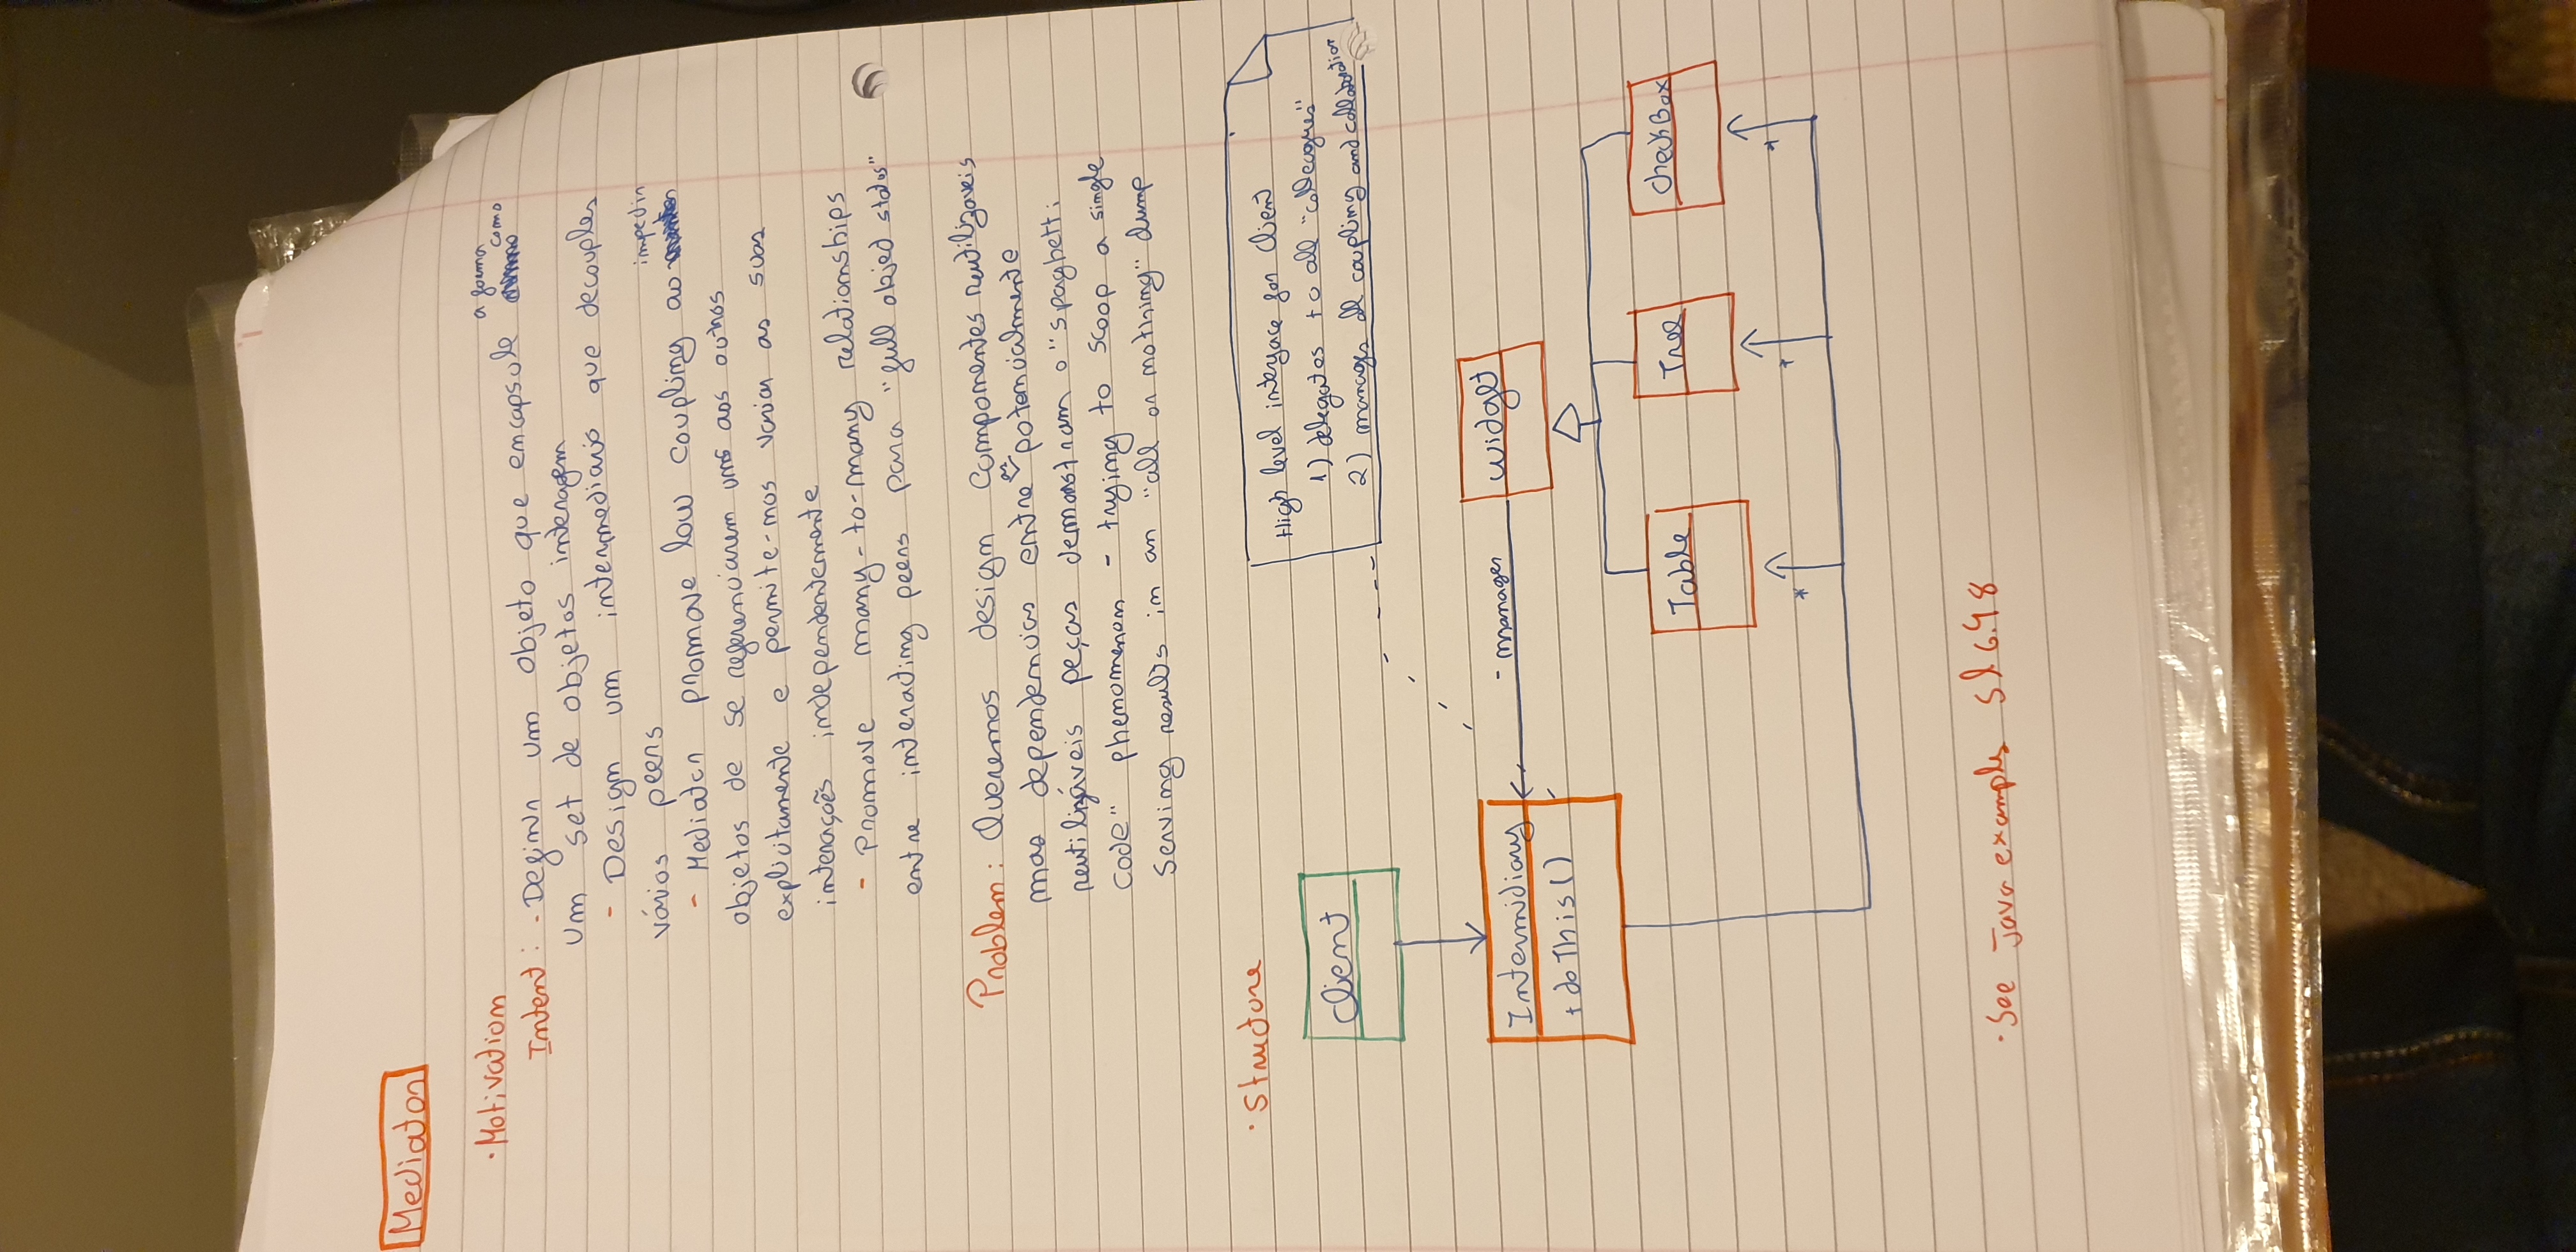 Mediator
· Motivation
a forma
Intent: - Definir um objeto que encapsule como
um set de objetos interagem
- Design um intermediario que decouples
vários peers
impedir
- Mediator promove low coupling ao
objetos de se referenciarem uns aos outros
explicitamente e permite-nos variar as suas
interações independentemente
- Promove many-to-many relationships
entre interacting peers para "full object status"
Problem: Queremos design componentes reutilizaveis
mas dependencias entre as potencialmente
reutilizáveis peças demonstram o "spaghetti
code" phenomenon - trying to scoop a single
serving results in an "all or nothing" dump
· Structure
High level interface for Client
1) delegates to all "colleagues"
2) manages all coupling and collaboration
Client
Intermidiary
- manager
Widget
+ doThis()
Table
Tree
CheckBox
* * *
· See Java examples Sl 6.48